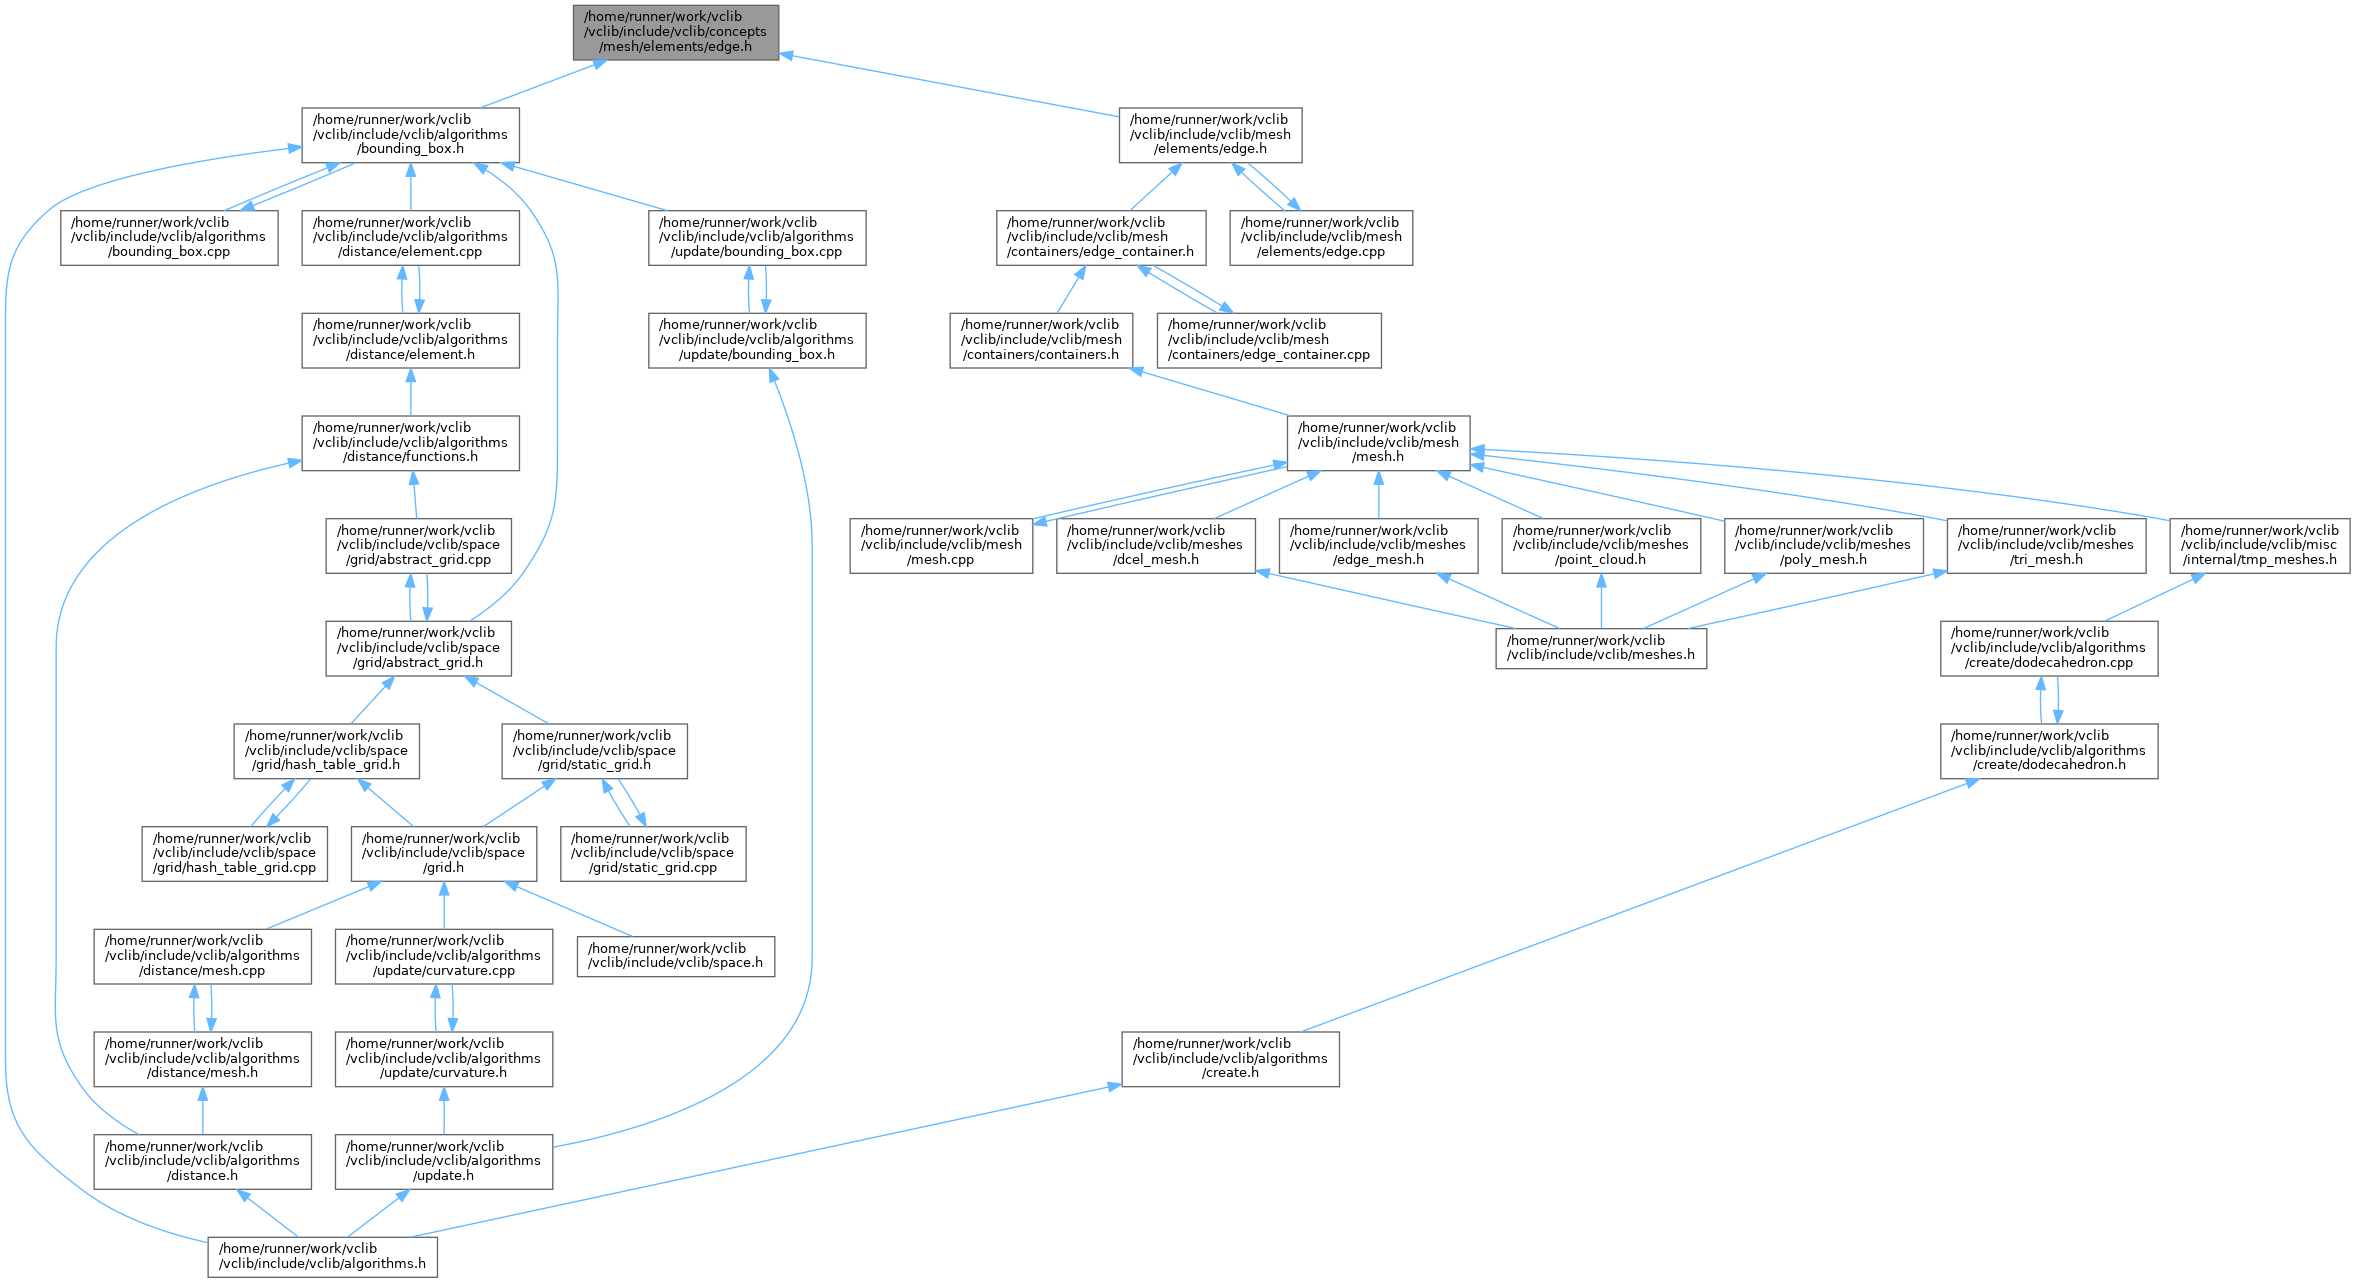 /home/runner/work/vclib
/vclib/include/vclib/concepts
/mesh/elements/edge.h
/home/runner/work/vclib
/vclib/include/vclib/algorithms
/bounding_box.h
/home/runner/work/vclib
/vclib/include/vclib/mesh
/elements/edge.h
/home/runner/work/vclib
/vclib/include/vclib/algorithms
/bounding_box.cpp
/home/runner/work/vclib
/vclib/include/vclib/algorithms
/distance/element.cpp
/home/runner/work/vclib
/vclib/include/vclib/algorithms
/update/bounding_box.cpp
/home/runner/work/vclib
/vclib/include/vclib/mesh
/containers/edge_container.h
/home/runner/work/vclib
/vclib/include/vclib/mesh
/elements/edge.cpp
/home/runner/work/vclib
/vclib/include/vclib/algorithms
/distance/element.h
/home/runner/work/vclib
/vclib/include/vclib/algorithms
/update/bounding_box.h
/home/runner/work/vclib
/vclib/include/vclib/mesh
/containers/containers.h
/home/runner/work/vclib
/vclib/include/vclib/mesh
/containers/edge_container.cpp
/home/runner/work/vclib
/vclib/include/vclib/algorithms
/distance/functions.h
/home/runner/work/vclib
/vclib/include/vclib/mesh
/mesh.h
/home/runner/work/vclib
/vclib/include/vclib/space
/grid/abstract_grid.cpp
/home/runner/work/vclib
/vclib/include/vclib/mesh
/mesh.cpp
/home/runner/work/vclib
/vclib/include/vclib/meshes
/dcel_mesh.h
/home/runner/work/vclib
/vclib/include/vclib/meshes
/edge_mesh.h
/home/runner/work/vclib
/vclib/include/vclib/meshes
/point_cloud.h
/home/runner/work/vclib
/vclib/include/vclib/meshes
/poly_mesh.h
/home/runner/work/vclib
/vclib/include/vclib/meshes
/tri_mesh.h
/home/runner/work/vclib
/vclib/include/vclib/misc
/internal/tmp_meshes.h
/home/runner/work/vclib
/vclib/include/vclib/space
/grid/abstract_grid.h
/home/runner/work/vclib
/vclib/include/vclib/meshes.h
/home/runner/work/vclib
/vclib/include/vclib/algorithms
/create/dodecahedron.cpp
/home/runner/work/vclib
/vclib/include/vclib/space
/grid/hash_table_grid.h
/home/runner/work/vclib
/vclib/include/vclib/space
/grid/static_grid.h
/home/runner/work/vclib
/vclib/include/vclib/algorithms
/create/dodecahedron.h
/home/runner/work/vclib
/vclib/include/vclib/space
/grid/hash_table_grid.cpp
/home/runner/work/vclib
/vclib/include/vclib/space
/grid.h
/home/runner/work/vclib
/vclib/include/vclib/space
/grid/static_grid.cpp
/home/runner/work/vclib
/vclib/include/vclib/algorithms
/distance/mesh.cpp
/home/runner/work/vclib
/vclib/include/vclib/algorithms
/update/curvature.cpp
/home/runner/work/vclib
/vclib/include/vclib/space.h
/home/runner/work/vclib
/vclib/include/vclib/algorithms
/distance/mesh.h
/home/runner/work/vclib
/vclib/include/vclib/algorithms
/update/curvature.h
/home/runner/work/vclib
/vclib/include/vclib/algorithms
/create.h
/home/runner/work/vclib
/vclib/include/vclib/algorithms
/distance.h
/home/runner/work/vclib
/vclib/include/vclib/algorithms
/update.h
/home/runner/work/vclib
/vclib/include/vclib/algorithms.h